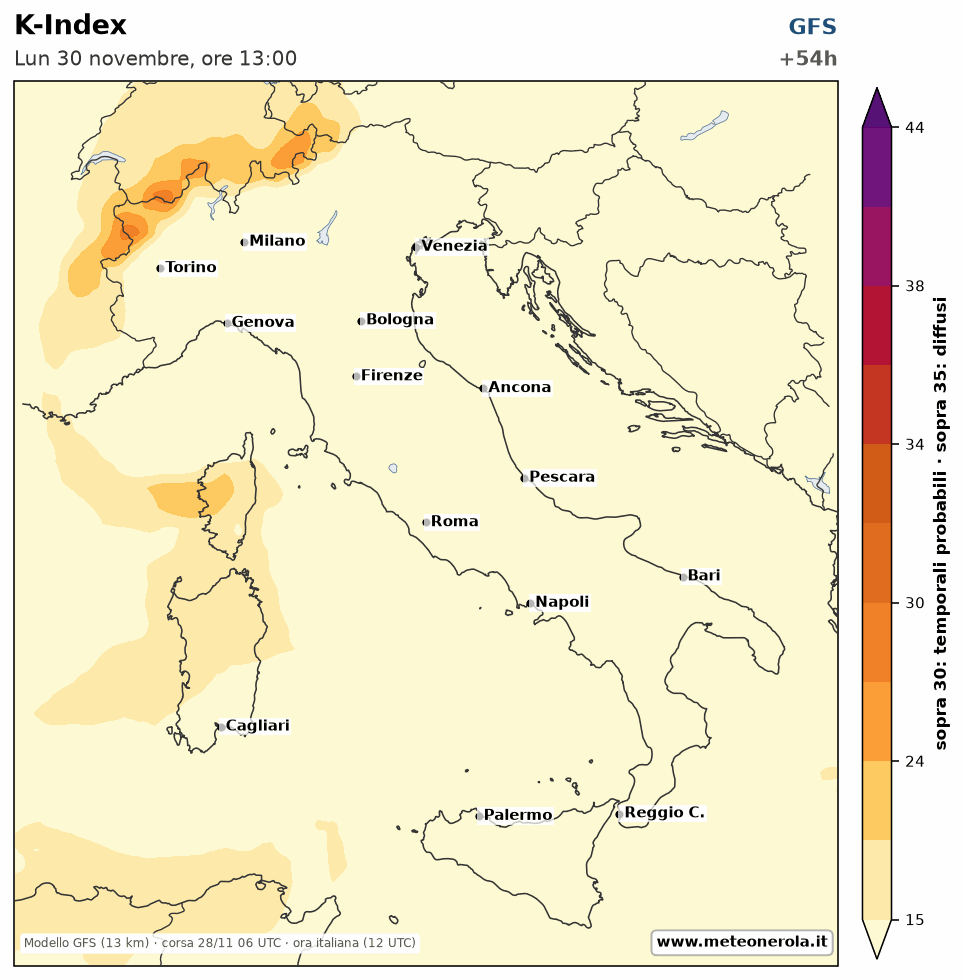 K-Index
GFS
Lun 30 novembre, ore 13:00
+54h
44
38
34
30
24
15
sopra 30: temporali probabili · sopra 35: diffusi
Milano
Venezia
Torino
Genova
Bologna
Firenze
Ancona
Pescara
Roma
Bari
Napoli
Cagliari
Palermo
Reggio C.
Modello GFS (13 km) · corsa 28/11 06 UTC · ora italiana (12 UTC)
www.meteonerola.it